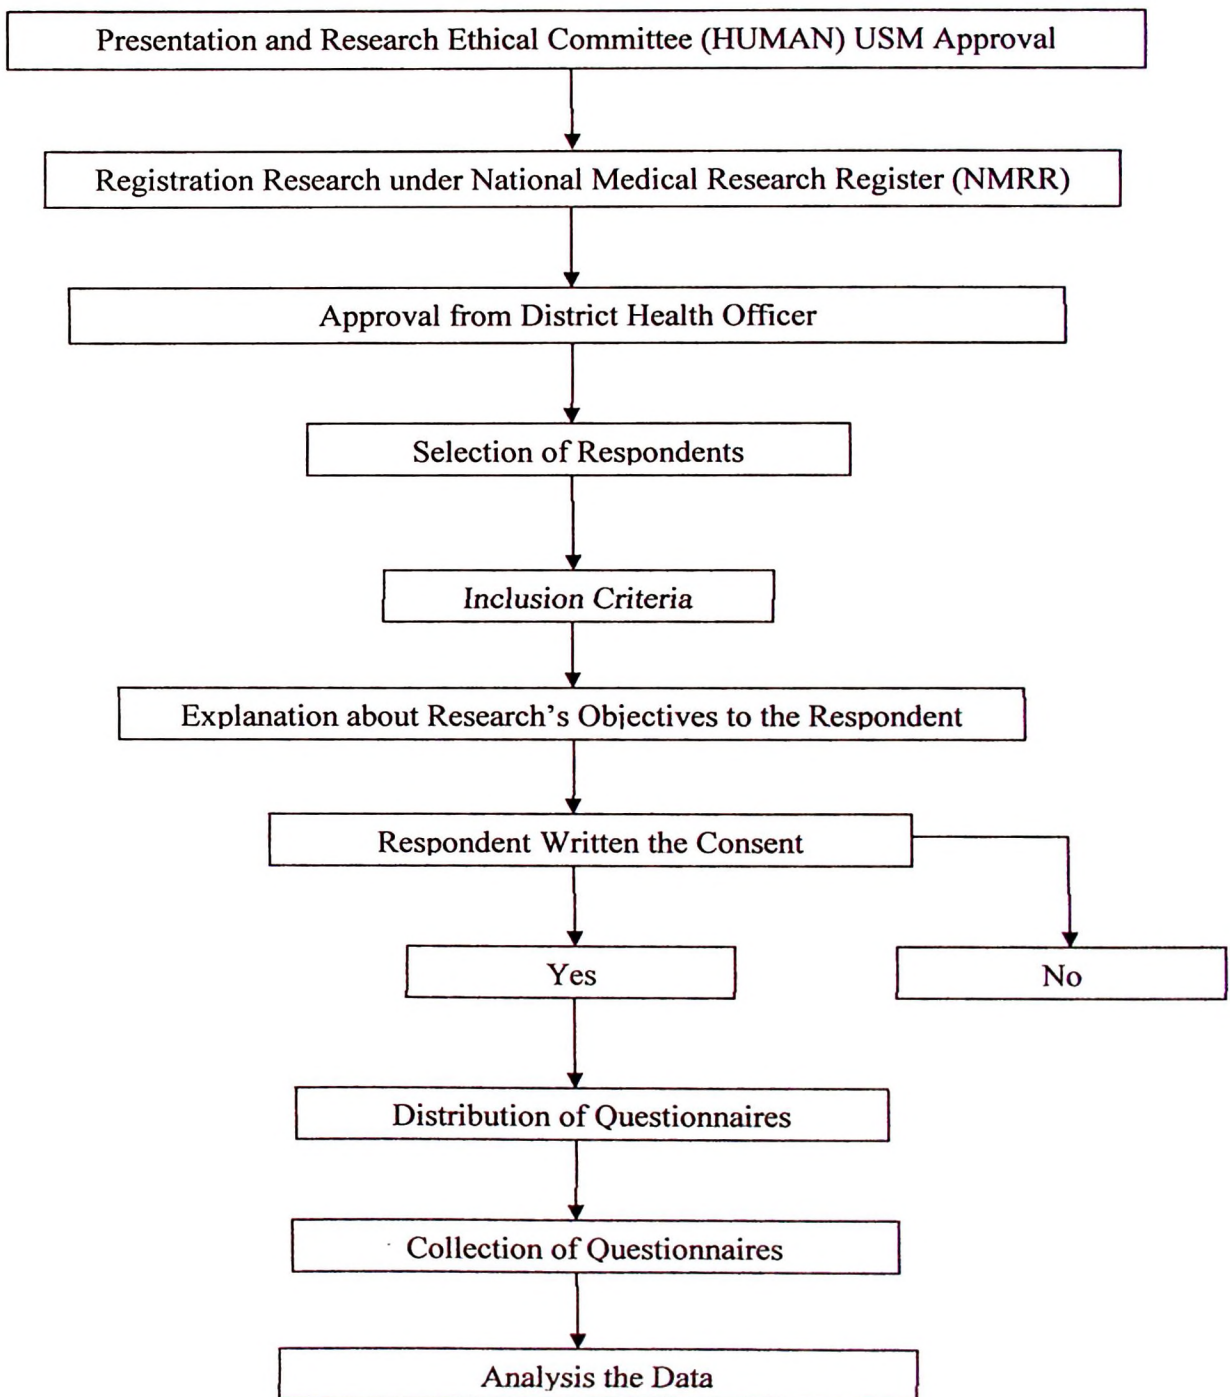 Presentation and Research Ethical Committee (HUMAN) USM Approval
Registration Research under National Medical Research Register (NMRR)
Approval from District Health Officer
Selection of Respondents
Inclusion Criteria
Explanation about Research's Objectives to the Respondent
Respondent Written the Consent
Yes
No
Distribution of Questionnaires
Collection of Questionnaires
Analysis the Data